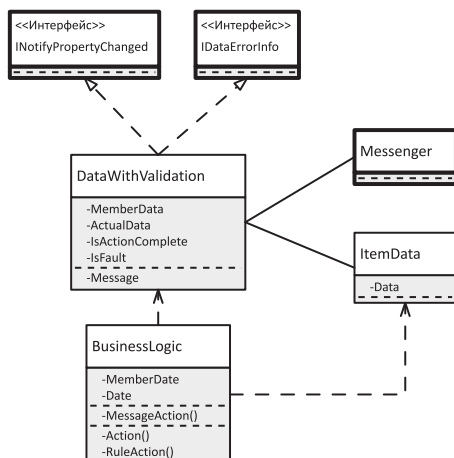 <<Интерфейс>>
INotifyPropertyChanged
<<Интерфейс>>
IDataErrorInfo
DataWithValidation
-MemberData
-ActualData
-IsActionComplete
-IsFault
-Message
Messenger
ItemData
-Data
BusinessLogic
-MemberDate
-Date
-MessageAction()
-Action()
-RuleAction()